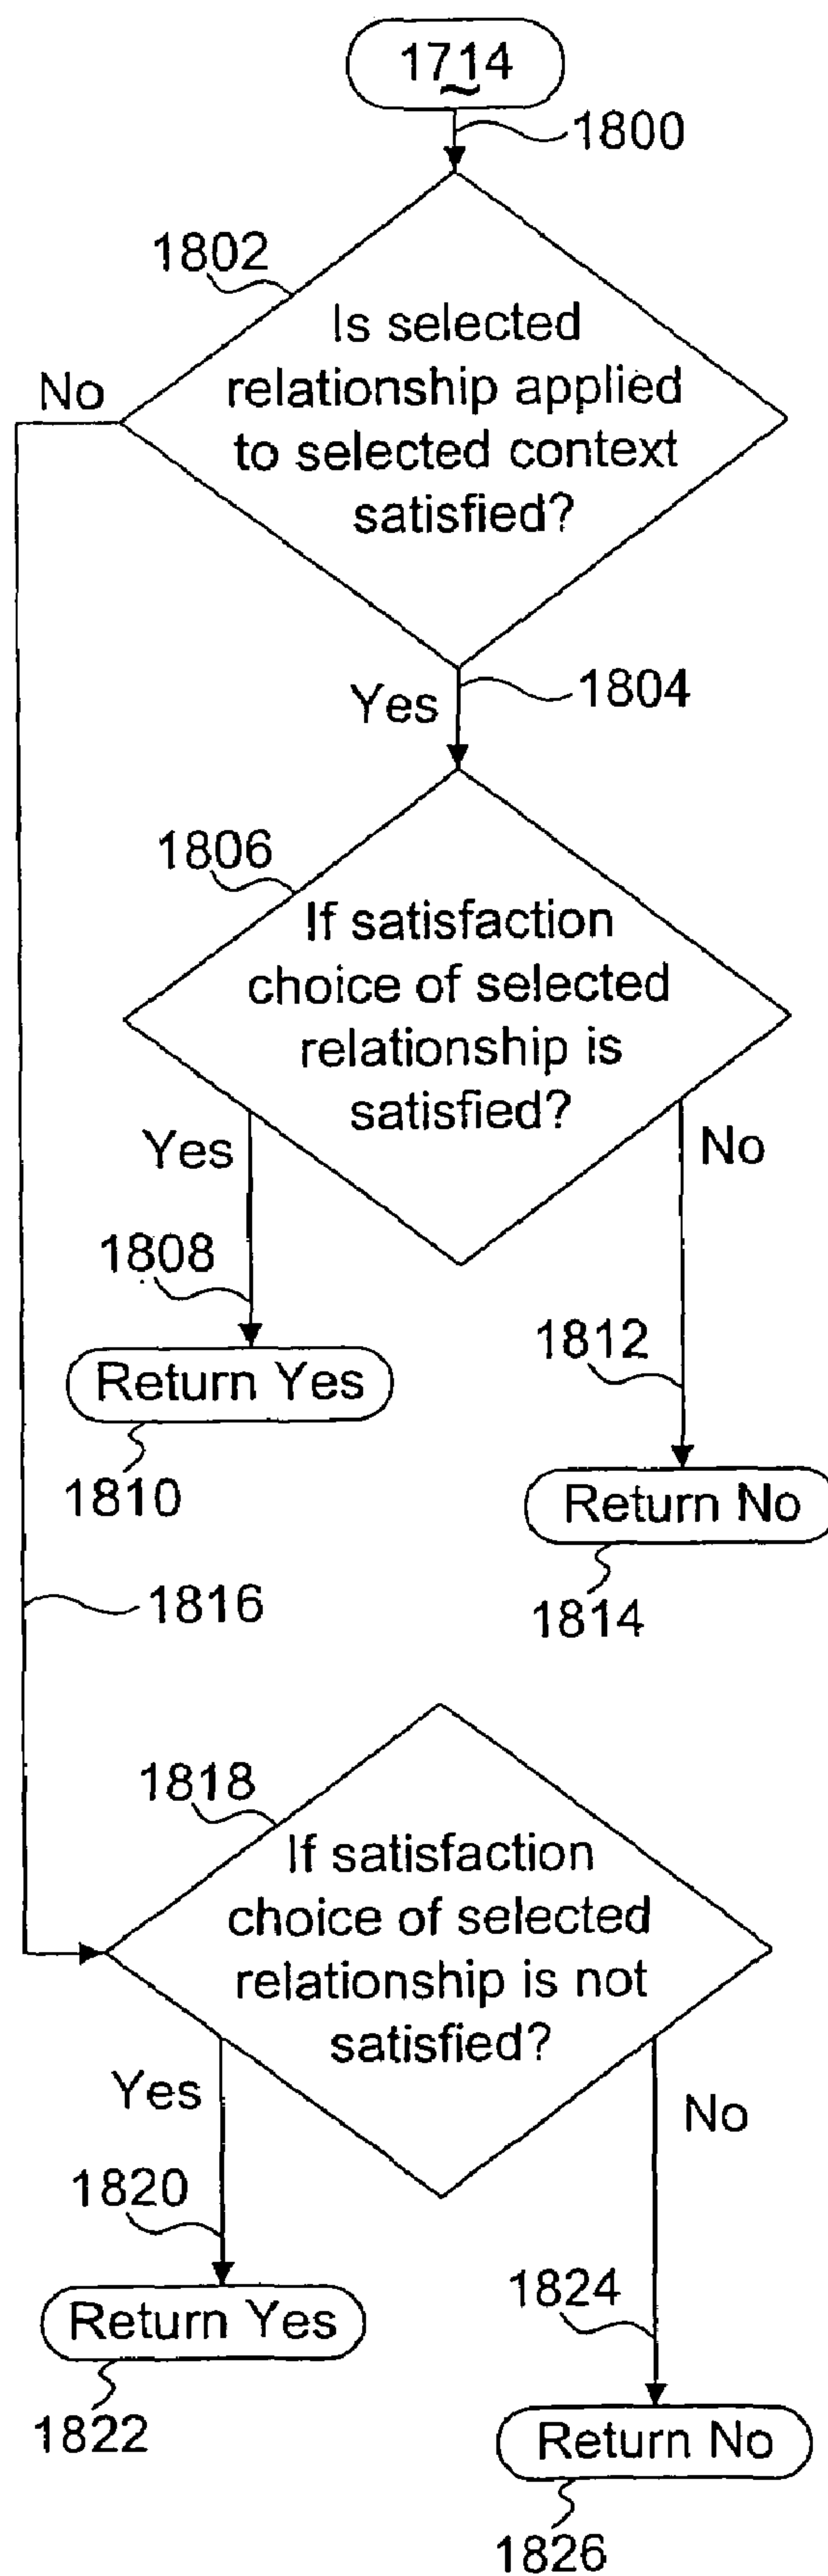 1714
1800
1802
Is selected
relationship applied
to selected context
satisfied?
No
Yes
1804
1806
If satisfaction
choice of selected
relationship is
satisfied?
Yes
No
1808
1812
Return Yes
1810
Return No
1814
1816
1818
If satisfaction
choice of selected
relationship is not
satisfied?
Yes
No
1820
1824
Return Yes
1822
Return No
1826